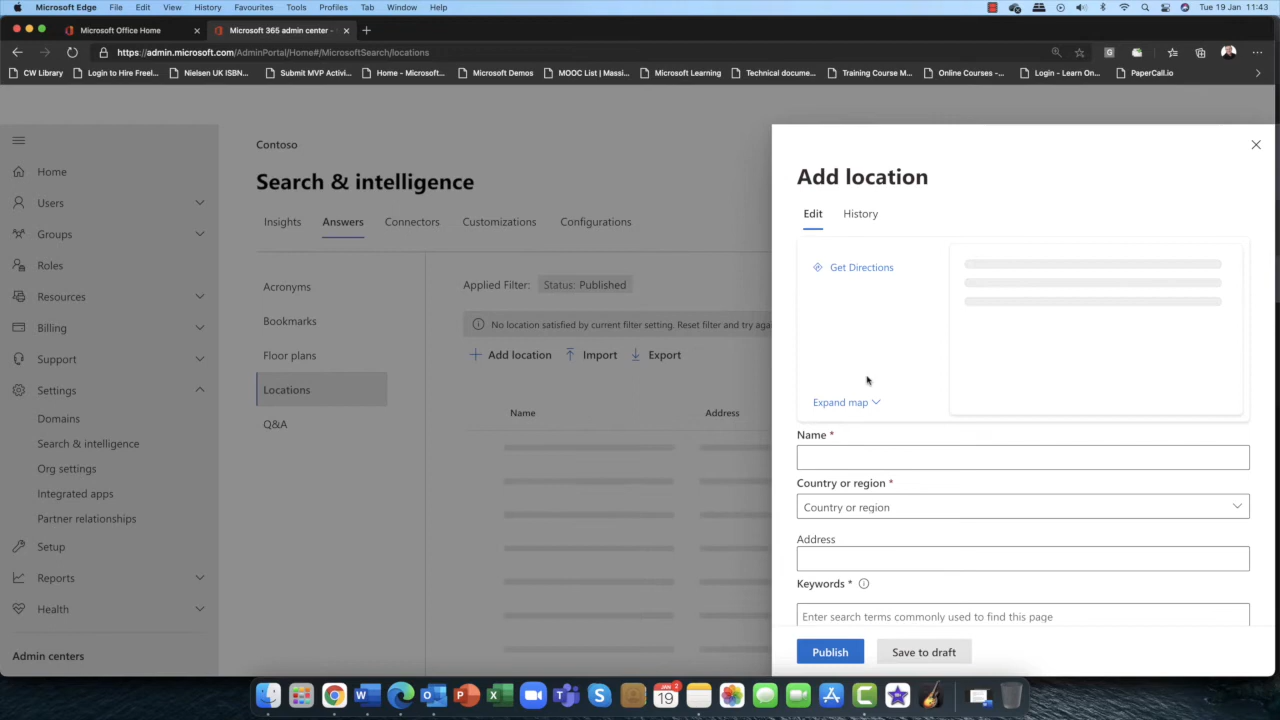 Microsoft Edge File Edit View History Favourites Tools Profiles Tab Window Help Tue 19 Jan 11:43
Microsoft Office Home
Microsoft 365 admin center -
https://admin.microsoft.com/AdminPortal/Home#/MicrosoftSearch/locations
CW Library
Login to Hire Freel...
Nielsen UK ISBN...
Submit MVP Activi...
Home - Microsoft...
Microsoft Demos
MOOC List | Massi...
Microsoft Learning
Technical docume...
Training Course M...
Online Courses -...
Login - Learn On...
PaperCall.io
Home
Users
Groups
Roles
Resources
Billing
Support
Settings
Domains
Search & intelligence
Org settings
Integrated apps
Partner relationships
Setup
Reports
Health
Admin centers
Contoso
Search & intelligence
Insights Answers Connectors Customizations Configurations
Acronyms
Bookmarks
Floor plans
Locations
Q&A
Applied Filter: Status: Published
No location satisfied by current filter setting. Reset filter and try agai
Add location Import Export
Name Address
Add location
Edit History
Get Directions
Expand map
Name *
Country or region *
Country or region
Address
Keywords *
Enter search terms commonly used to find this page
Publish Save to draft